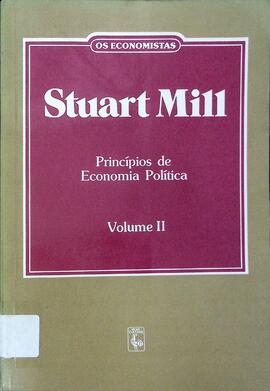 OS ECONOMISTAS
Stuart Mill
Princípios de
Economia Política
Volume II